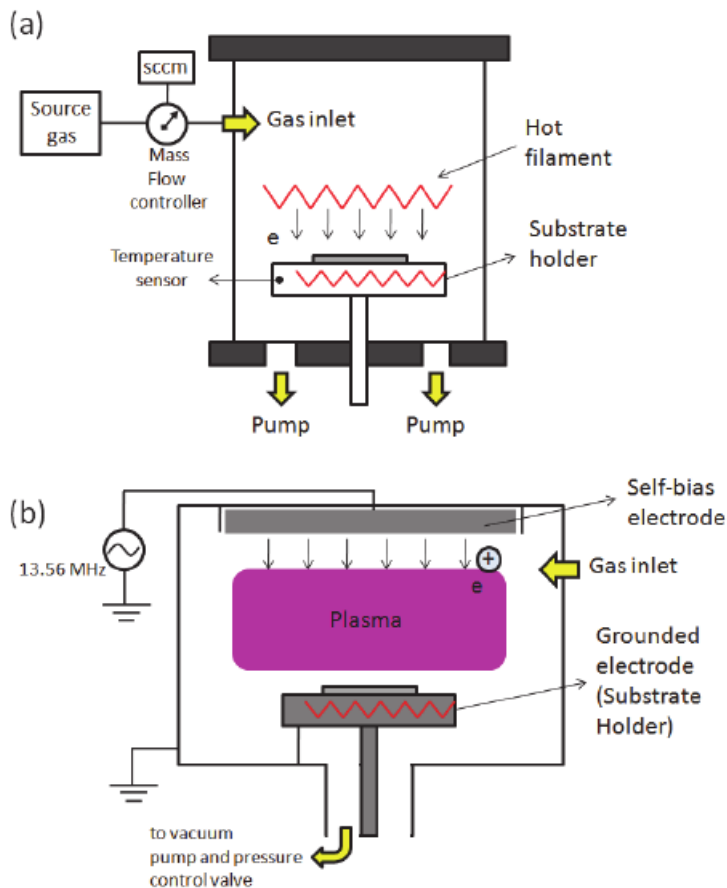 (a)
sccm
Source
gas
Mass
Flow
controller
Gas inlet
Hot
filament
e
Substrate
holder
Temperature
sensor
Pump
Pump
(b)
Self-bias
electrode
13.56 MHz
+
e
Gas inlet
Plasma
Grounded
electrode
(Substrate
Holder)
to vacuum
pump and pressure
control valve